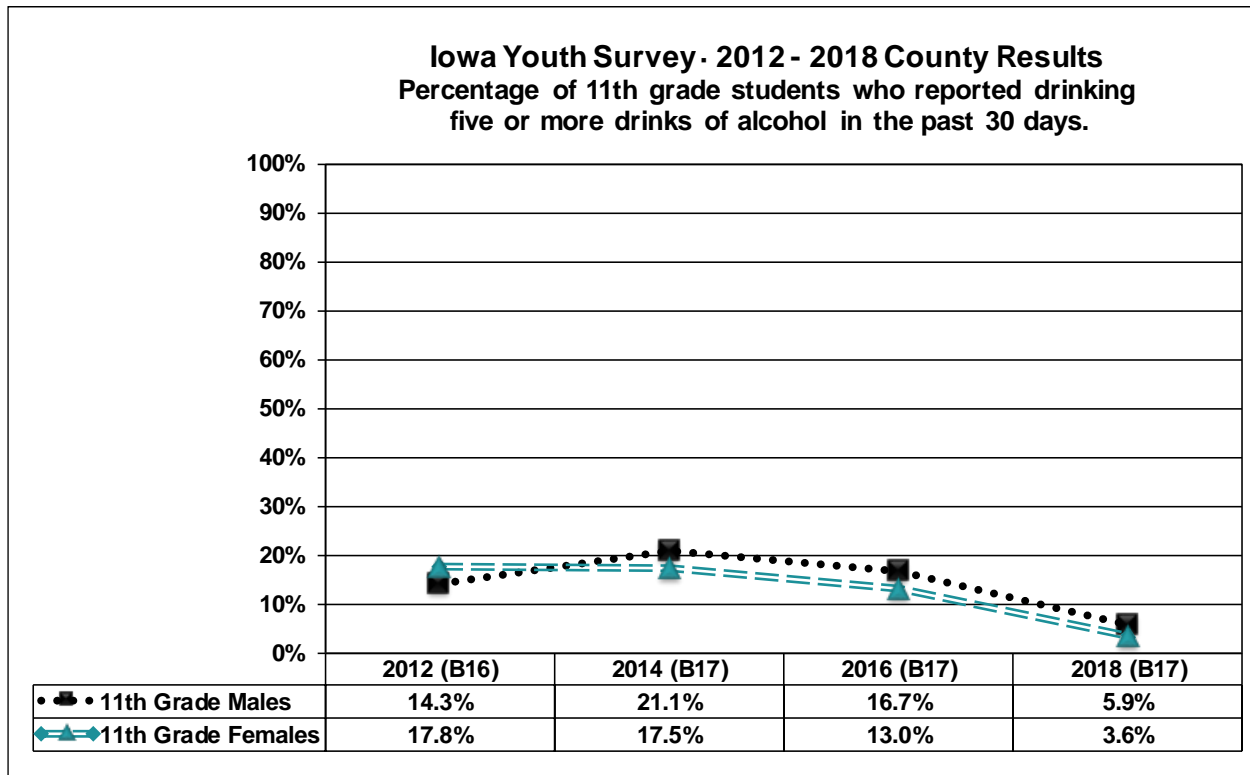 Iowa Youth Survey · 2012 - 2018 County Results
Percentage of 11th grade students who reported drinking
five or more drinks of alcohol in the past 30 days.
100%
90%
80%
70%
60%
50%
40%
30%
20%
10%
0%
2012 (B16) 2014 (B17) 2016 (B17) 2018 (B17)
11th Grade Males 14.3% 21.1% 16.7% 5.9%
11th Grade Females 17.8% 17.5% 13.0% 3.6%